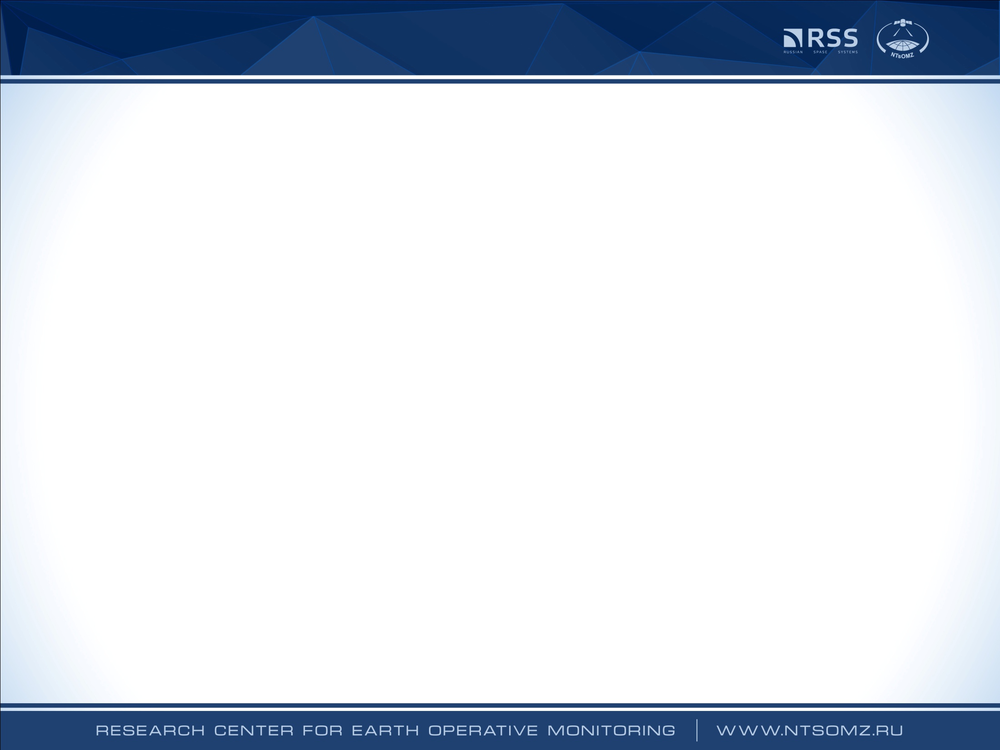 RSS
RUSSIAN SPASE SYSTEMS
NTsOMZ
RESEARCH CENTER FOR EARTH OPERATIVE MONITORING | WWW.NTSOMZ.RU